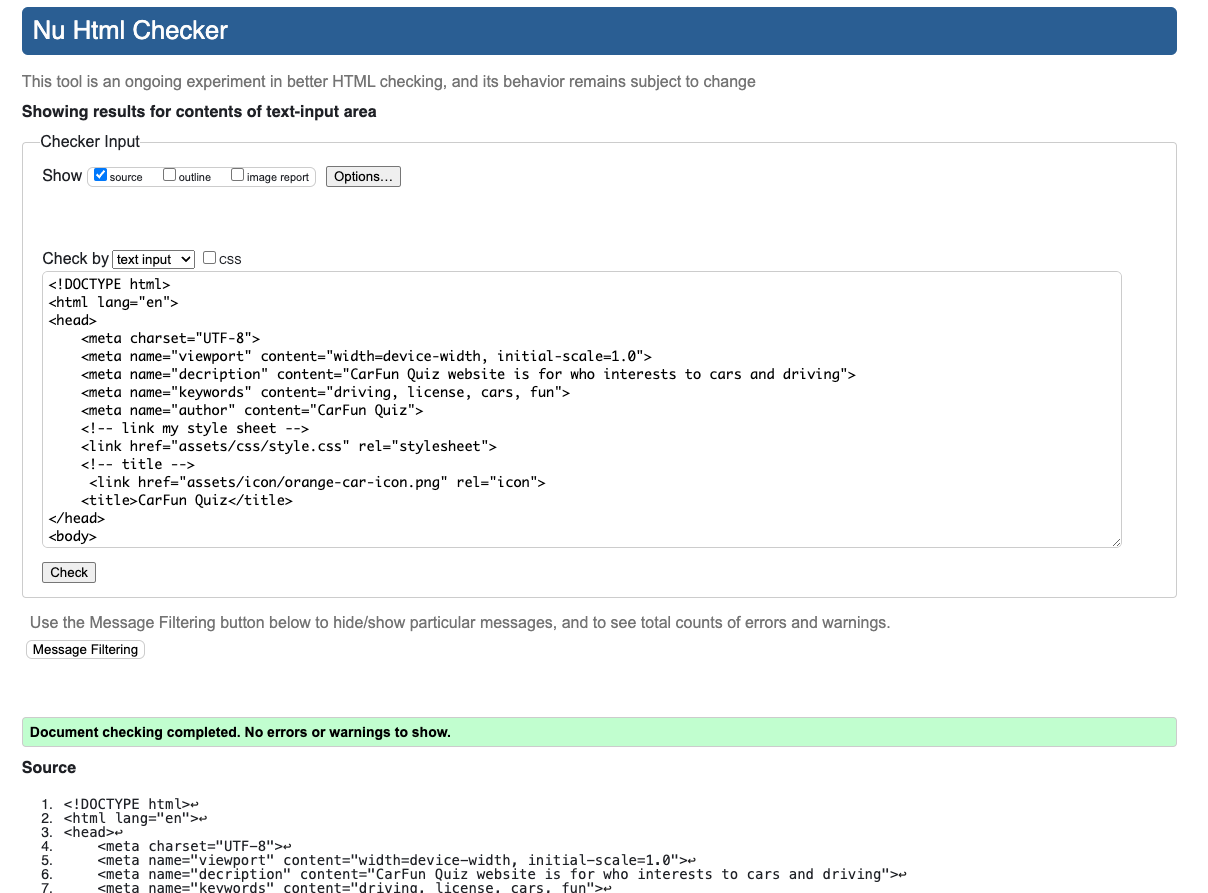 Nu Html Checker
This tool is an ongoing experiment in better HTML checking, and its behavior remains subject to change
Showing results for contents of text-input area
Checker Input
Show source outline image report Options...
Check by text input css
<!DOCTYPE html>
<html lang="en">
<head>
    <meta charset="UTF-8">
    <meta name="viewport" content="width=device-width, initial-scale=1.0">
    <meta name="decription" content="CarFun Quiz website is for who interests to cars and driving">
    <meta name="keywords" content="driving, license, cars, fun">
    <meta name="author" content="CarFun Quiz">
    <!-- link my style sheet -->
    <link href="assets/css/style.css" rel="stylesheet">
    <!-- title -->
     <link href="assets/icon/orange-car-icon.png" rel="icon">
    <title>CarFun Quiz</title>
</head>
<body>
Check
Use the Message Filtering button below to hide/show particular messages, and to see total counts of errors and warnings.
Message Filtering
Document checking completed. No errors or warnings to show.
Source
1. <!DOCTYPE html>↩
2. <html lang="en">↩
3. <head>↩
4.     <meta charset="UTF-8">↩
5.     <meta name="viewport" content="width=device-width, initial-scale=1.0">↩
6.     <meta name="decription" content="CarFun Quiz website is for who interests to cars and driving">↩
7.     <meta name="keywords" content="driving, license, cars, fun">↩